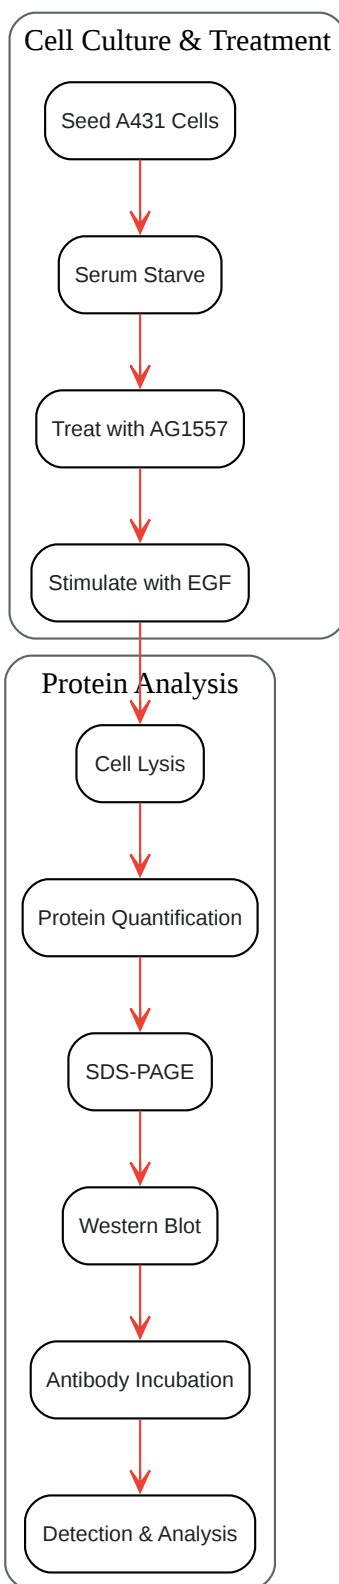 Cell Culture & Treatment
Seed A431 Cells
Serum Starve
Treat with AG1557
Stimulate with EGF
Protein Analysis
Cell Lysis
Protein Quantification
SDS-PAGE
Western Blot
Antibody Incubation
Detection & Analysis